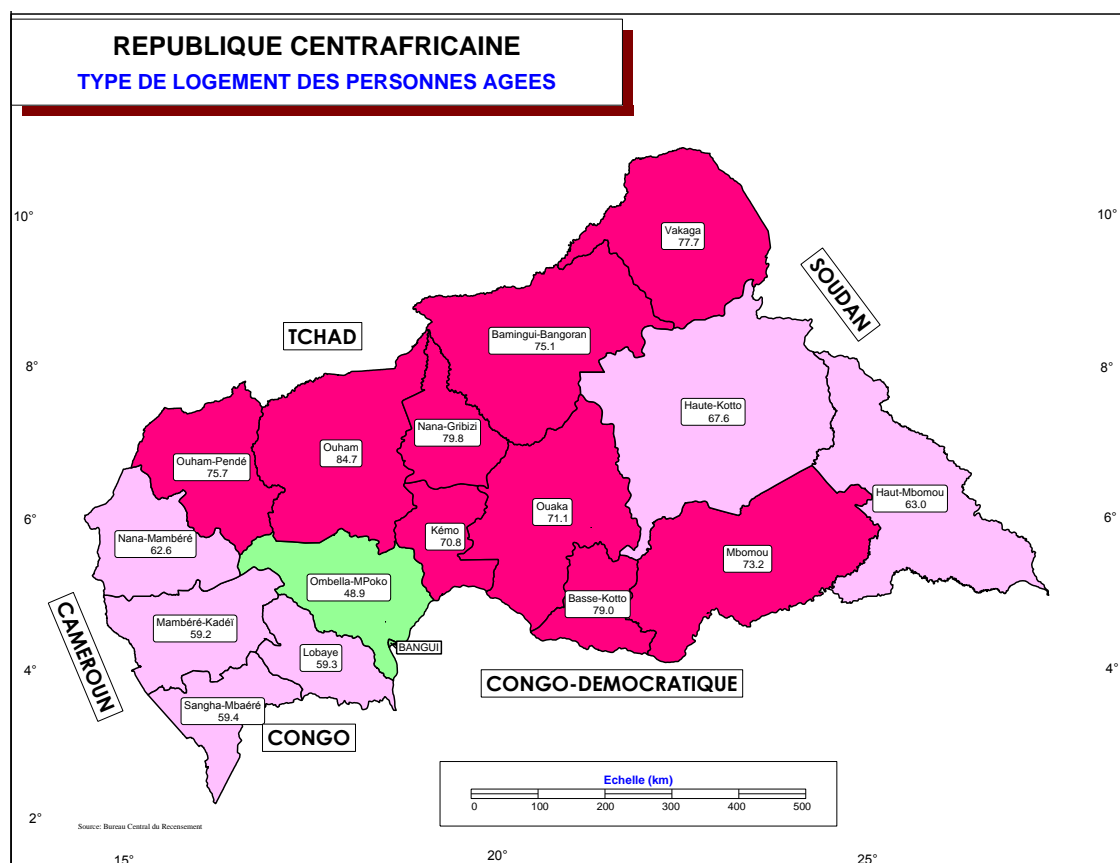 REPUBLIQUE CENTRAFRICAINE
TYPE DE LOGEMENT DES PERSONNES AGEES
10°
10°
Vakaga
77.7
SOUDAN
TCHAD
Bamingui-Bangoran
75.1
8°
8°
Haute-Kotto
67.6
Nana-Gribizi
79.8
Ouham
84.7
Ouham-Pendé
75.7
Haut-Mbomou
63.0
Ouaka
71.1
6°
6°
Kémo
70.8
Nana-Mambéré
62.6
Mbomou
73.2
Ombella-MPoko
48.9
Basse-Kotto
79.0
CAMEROUN
Mambéré-Kadéï
59.2
Lobaye
59.3
BANGUI
4°
4°
CONGO-DEMOCRATIQUE
Sangha-Mbaéré
59.4
CONGO
Echelle (km)
0 100 200 300 400 500
2°
Source: Bureau Central du Recensement
15°
20°
25°